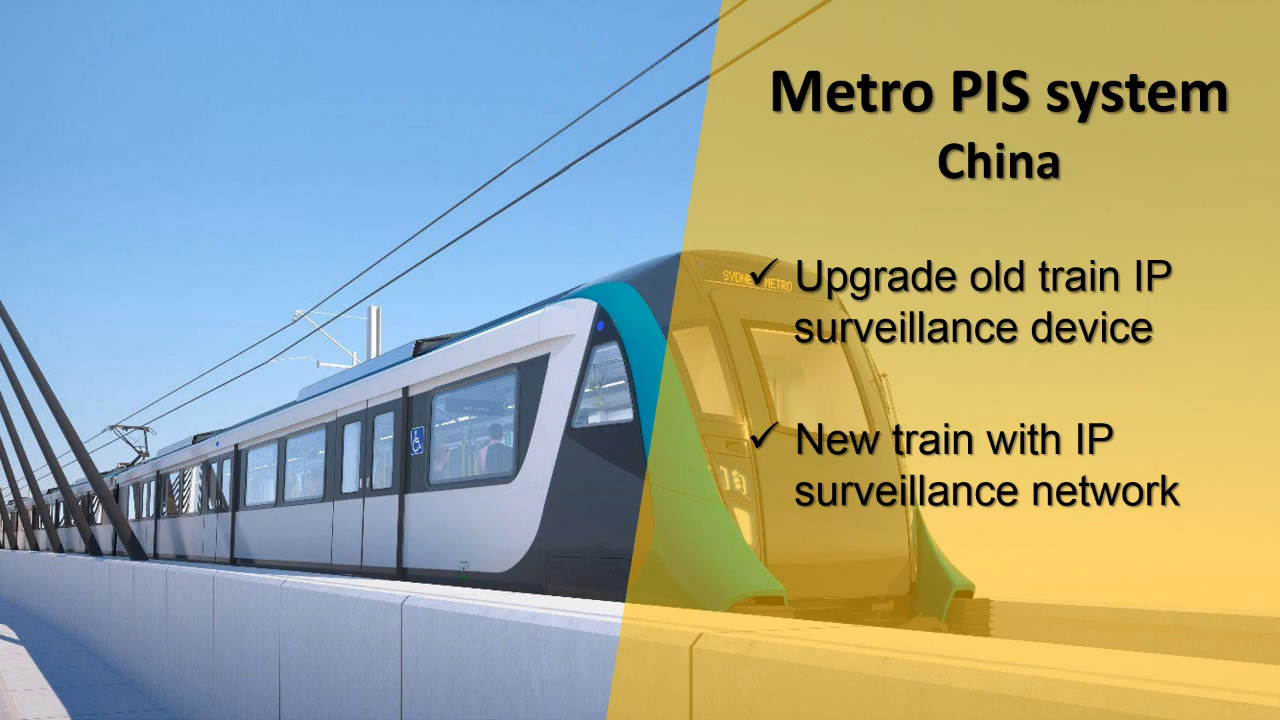 Metro PIS system
China
SYDNEY METRO
✓ Upgrade old train IP
surveillance device
✓ New train with IP
surveillance network